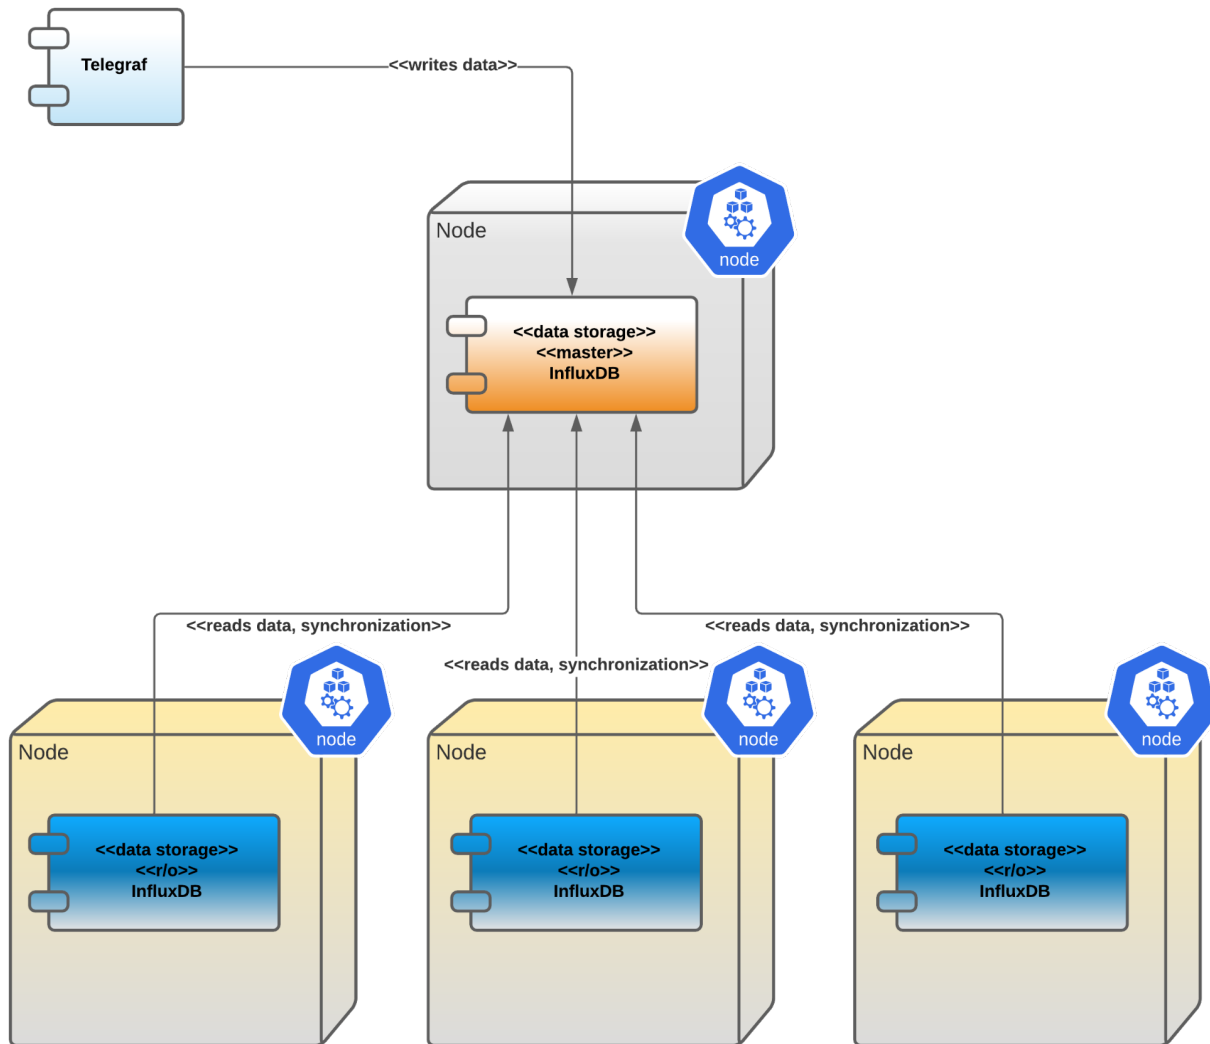 Telegraf
<<writes data>>
Node
node
<<data storage>>
<<master>>
InfluxDB
<<reads data, synchronization>>
<<reads data, synchronization>>
<<reads data, synchronization>>
Node
node
Node
node
Node
node
<<data storage>>
<<r/o>>
InfluxDB
<<data storage>>
<<r/o>>
InfluxDB
<<data storage>>
<<r/o>>
InfluxDB